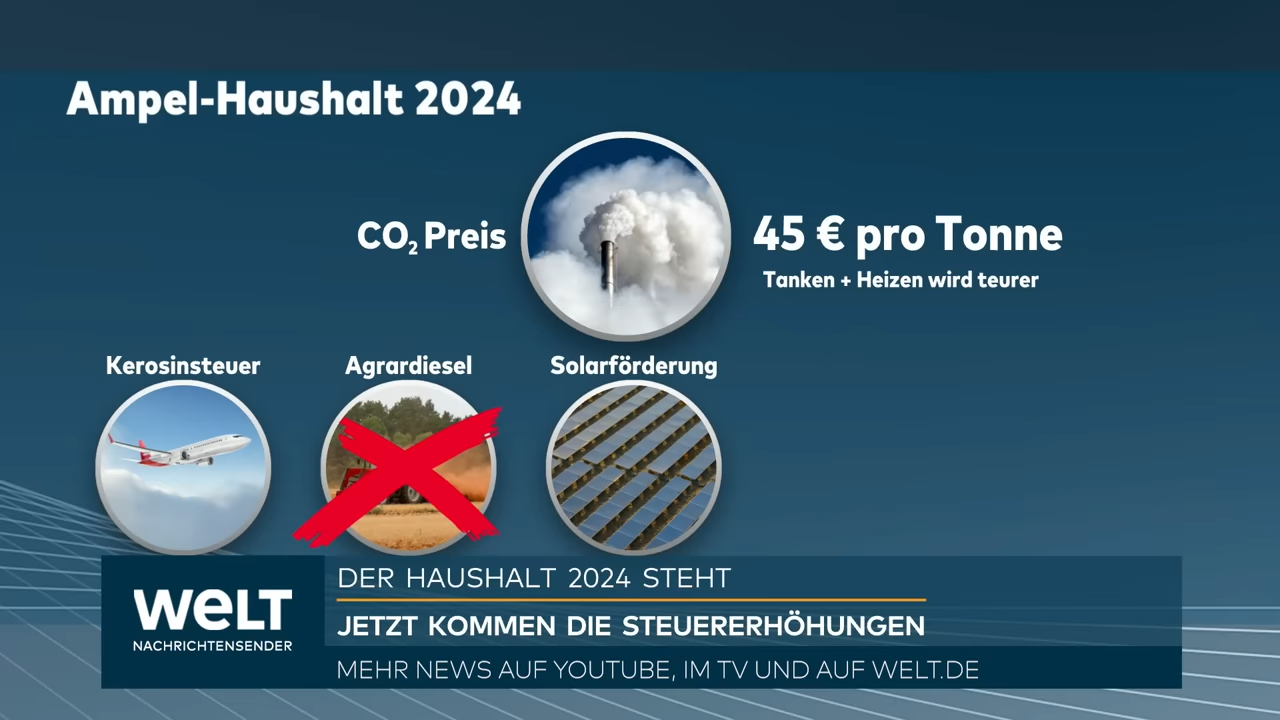 Ampel-Haushalt 2024
CO₂ Preis
45 € pro Tonne
Tanken + Heizen wird teurer
Kerosinsteuer
Agrardiesel
Solarförderung
WELT
NACHRICHTENSENDER
DER HAUSHALT 2024 STEHT
JETZT KOMMEN DIE STEUERERHÖHUNGEN
MEHR NEWS AUF YOUTUBE, IM TV UND AUF WELT.DE